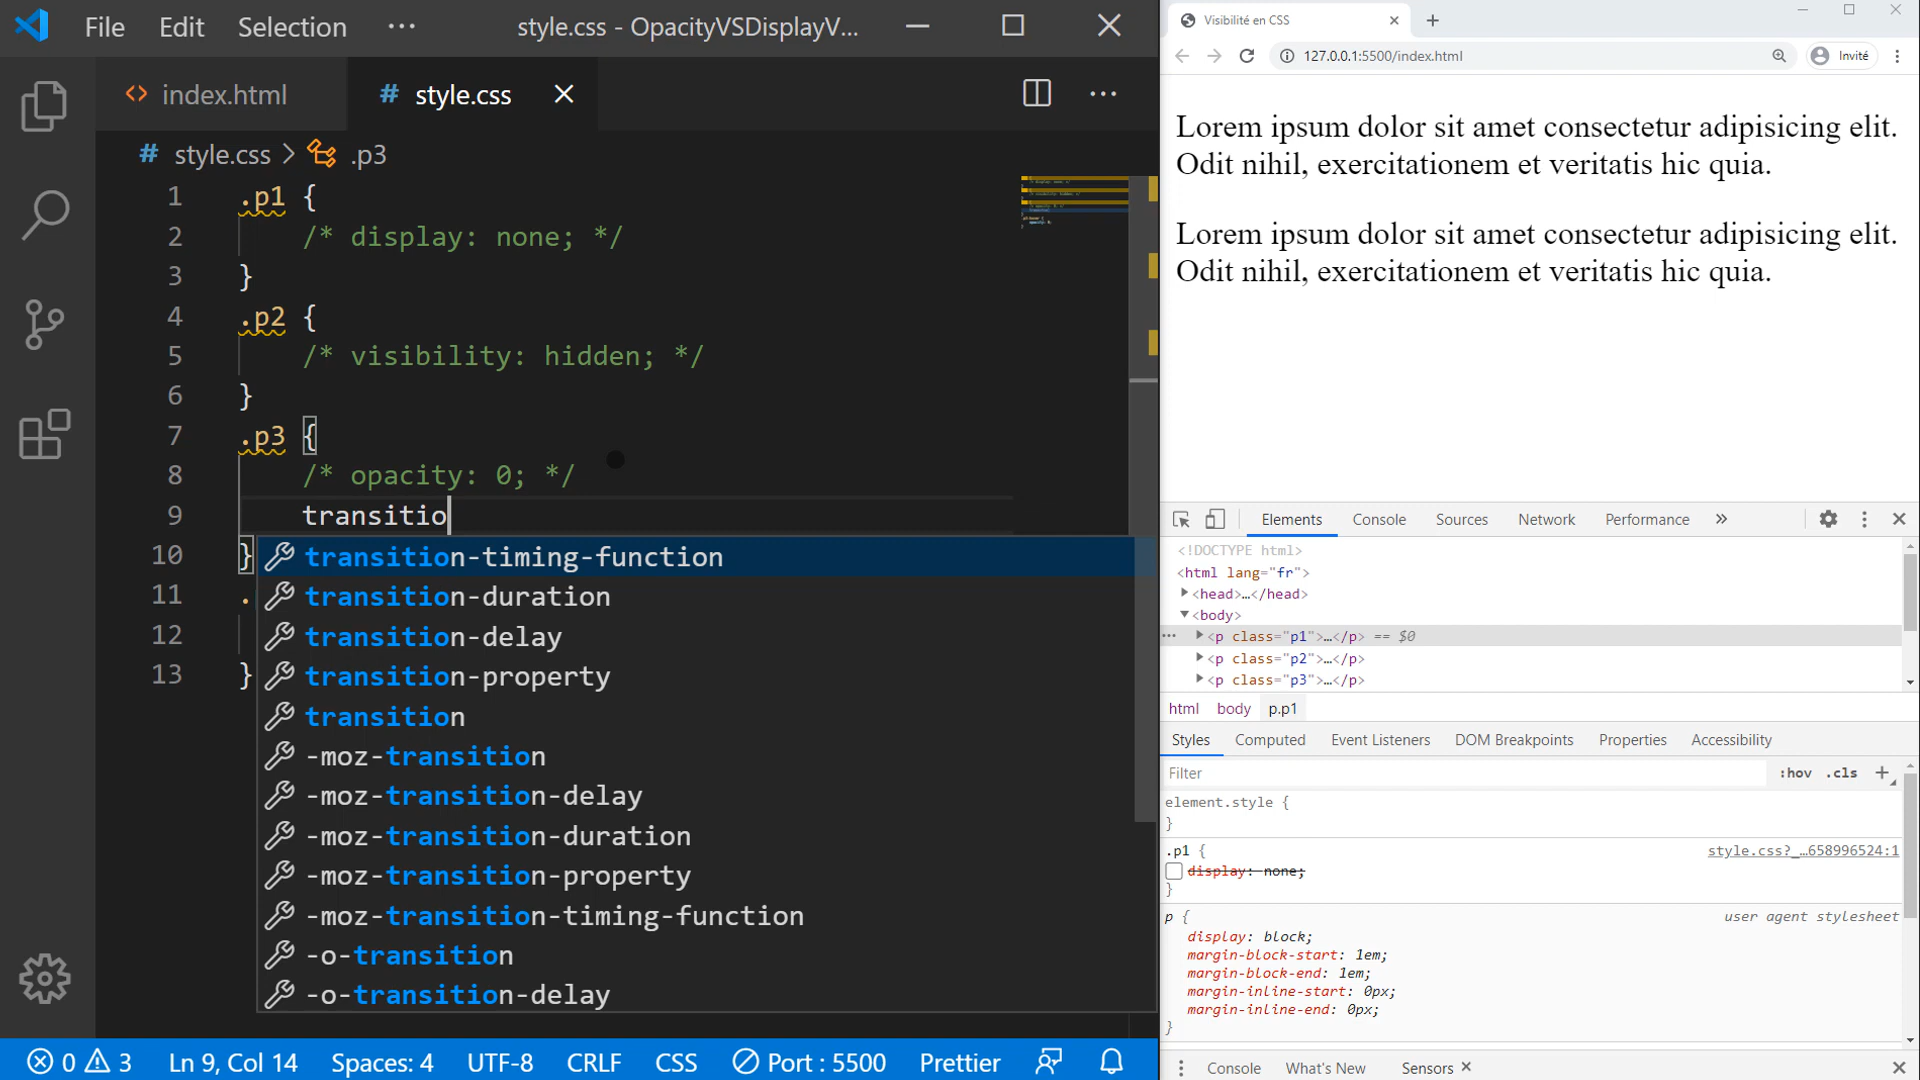 File Edit Selection ··· style.css - OpacityVSDisplayV...
index.html # style.css
# style.css > .p3
1 .p1 {
2 /* display: none; */
3 }
4 .p2 {
5 /* visibility: hidden; */
6 }
7 .p3 {
8 /* opacity: 0; */
9 transitio
10 }
11 .
12
13 }
transition-timing-function
transition-duration
transition-delay
transition-property
transition
-moz-transition
-moz-transition-delay
-moz-transition-duration
-moz-transition-property
-moz-transition-timing-function
-o-transition
-o-transition-delay
0 3 Ln 9, Col 14 Spaces: 4 UTF-8 CRLF CSS Port : 5500 Prettier
Visibilité en CSS
127.0.0.1:5500/index.html Invité
Lorem ipsum dolor sit amet consectetur adipisicing elit.
Odit nihil, exercitationem et veritatis hic quia.
Lorem ipsum dolor sit amet consectetur adipisicing elit.
Odit nihil, exercitationem et veritatis hic quia.
Elements Console Sources Network Performance »
<!DOCTYPE html>
<html lang="fr">
<head>…</head>
<body>
··· <p class="p1">…</p> == $0
<p class="p2">…</p>
<p class="p3">…</p>
html body p.p1
Styles Computed Event Listeners DOM Breakpoints Properties Accessibility
Filter :hov .cls +
element.style {
}
.p1 { style.css?_…658996524:1
display: none;
}
p { user agent stylesheet
display: block;
margin-block-start: 1em;
margin-block-end: 1em;
margin-inline-start: 0px;
margin-inline-end: 0px;
}
Console What's New Sensors